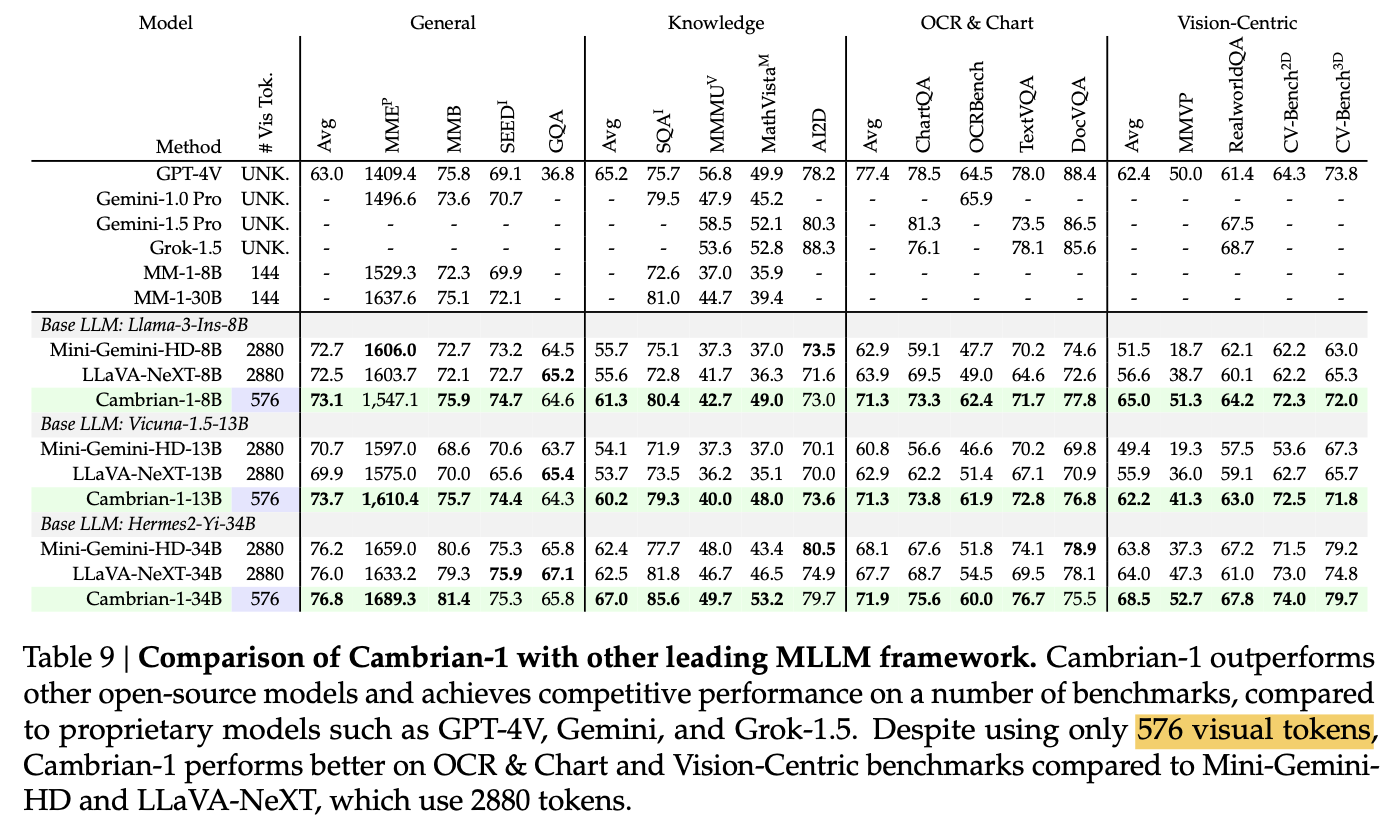 Model General Knowledge OCR & Chart Vision-Centric
Method # Vis Tok. Avg MME^P MMB SEED^I GQA Avg SQA^I MMMU^V MathVista^M AI2D Avg ChartQA OCRBench TextVQA DocVQA Avg MMVP RealworldQA CV-Bench^2D CV-Bench^3D
GPT-4V UNK. 63.0 1409.4 75.8 69.1 36.8 65.2 75.7 56.8 49.9 78.2 77.4 78.5 64.5 78.0 88.4 62.4 50.0 61.4 64.3 73.8
Gemini-1.0 Pro UNK. - 1496.6 73.6 70.7 - - 79.5 47.9 45.2 - - - 65.9 - - - - - - -
Gemini-1.5 Pro UNK. - - - - - - - 58.5 52.1 80.3 - 81.3 - 73.5 86.5 - - 67.5 - -
Grok-1.5 UNK. - - - - - - - 53.6 52.8 88.3 - 76.1 - 78.1 85.6 - - 68.7 - -
MM-1-8B 144 - 1529.3 72.3 69.9 - - 72.6 37.0 35.9 - - - - - - - - - - -
MM-1-30B 144 - 1637.6 75.1 72.1 - - 81.0 44.7 39.4 - - - - - - - - - - -
Base LLM: Llama-3-Ins-8B
Mini-Gemini-HD-8B 2880 72.7 1606.0 72.7 73.2 64.5 55.7 75.1 37.3 37.0 73.5 62.9 59.1 47.7 70.2 74.6 51.5 18.7 62.1 62.2 63.0
LLaVA-NeXT-8B 2880 72.5 1603.7 72.1 72.7 65.2 55.6 72.8 41.7 36.3 71.6 63.9 69.5 49.0 64.6 72.6 56.6 38.7 60.1 62.2 65.3
Cambrian-1-8B 576 73.1 1,547.1 75.9 74.7 64.6 61.3 80.4 42.7 49.0 73.0 71.3 73.3 62.4 71.7 77.8 65.0 51.3 64.2 72.3 72.0
Base LLM: Vicuna-1.5-13B
Mini-Gemini-HD-13B 2880 70.7 1597.0 68.6 70.6 63.7 54.1 71.9 37.3 37.0 70.1 60.8 56.6 46.6 70.2 69.8 49.4 19.3 57.5 53.6 67.3
LLaVA-NeXT-13B 2880 69.9 1575.0 70.0 65.6 65.4 53.7 73.5 36.2 35.1 70.0 62.9 62.2 51.4 67.1 70.9 55.9 36.0 59.1 62.7 65.7
Cambrian-1-13B 576 73.7 1,610.4 75.7 74.4 64.3 60.2 79.3 40.0 48.0 73.6 71.3 73.8 61.9 72.8 76.8 62.2 41.3 63.0 72.5 71.8
Base LLM: Hermes2-Yi-34B
Mini-Gemini-HD-34B 2880 76.2 1659.0 80.6 75.3 65.8 62.4 77.7 48.0 43.4 80.5 68.1 67.6 51.8 74.1 78.9 63.8 37.3 67.2 71.5 79.2
LLaVA-NeXT-34B 2880 76.0 1633.2 79.3 75.9 67.1 62.5 81.8 46.7 46.5 74.9 67.7 68.7 54.5 69.5 78.1 64.0 47.3 61.0 73.0 74.8
Cambrian-1-34B 576 76.8 1689.3 81.4 75.3 65.8 67.0 85.6 49.7 53.2 79.7 71.9 75.6 60.0 76.7 75.5 68.5 52.7 67.8 74.0 79.7
Table 9 | Comparison of Cambrian-1 with other leading MLLM framework. Cambrian-1 outperforms
other open-source models and achieves competitive performance on a number of benchmarks, compared
to proprietary models such as GPT-4V, Gemini, and Grok-1.5. Despite using only 576 visual tokens,
Cambrian-1 performs better on OCR & Chart and Vision-Centric benchmarks compared to Mini-Gemini-
HD and LLaVA-NeXT, which use 2880 tokens.